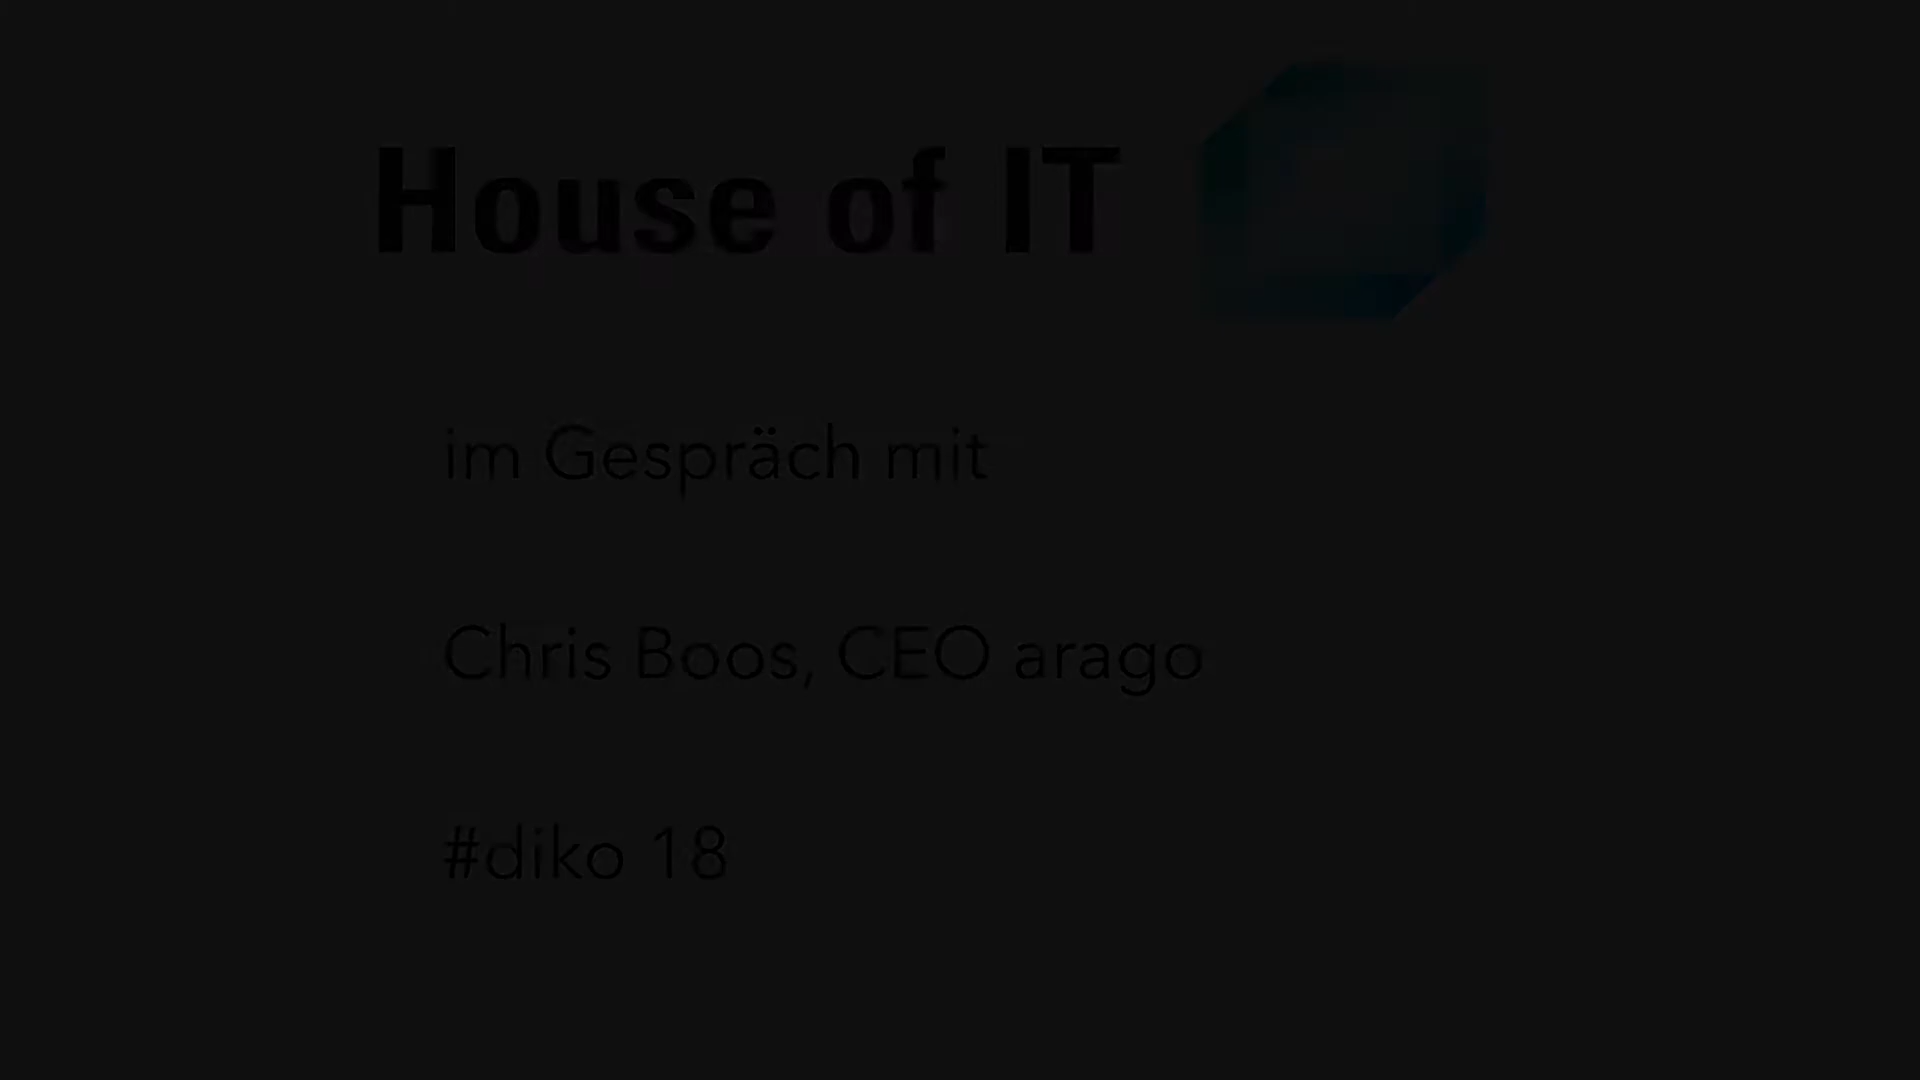 House of IT
im Gespräch mit
Chris Boos, CEO arago
#diko 18